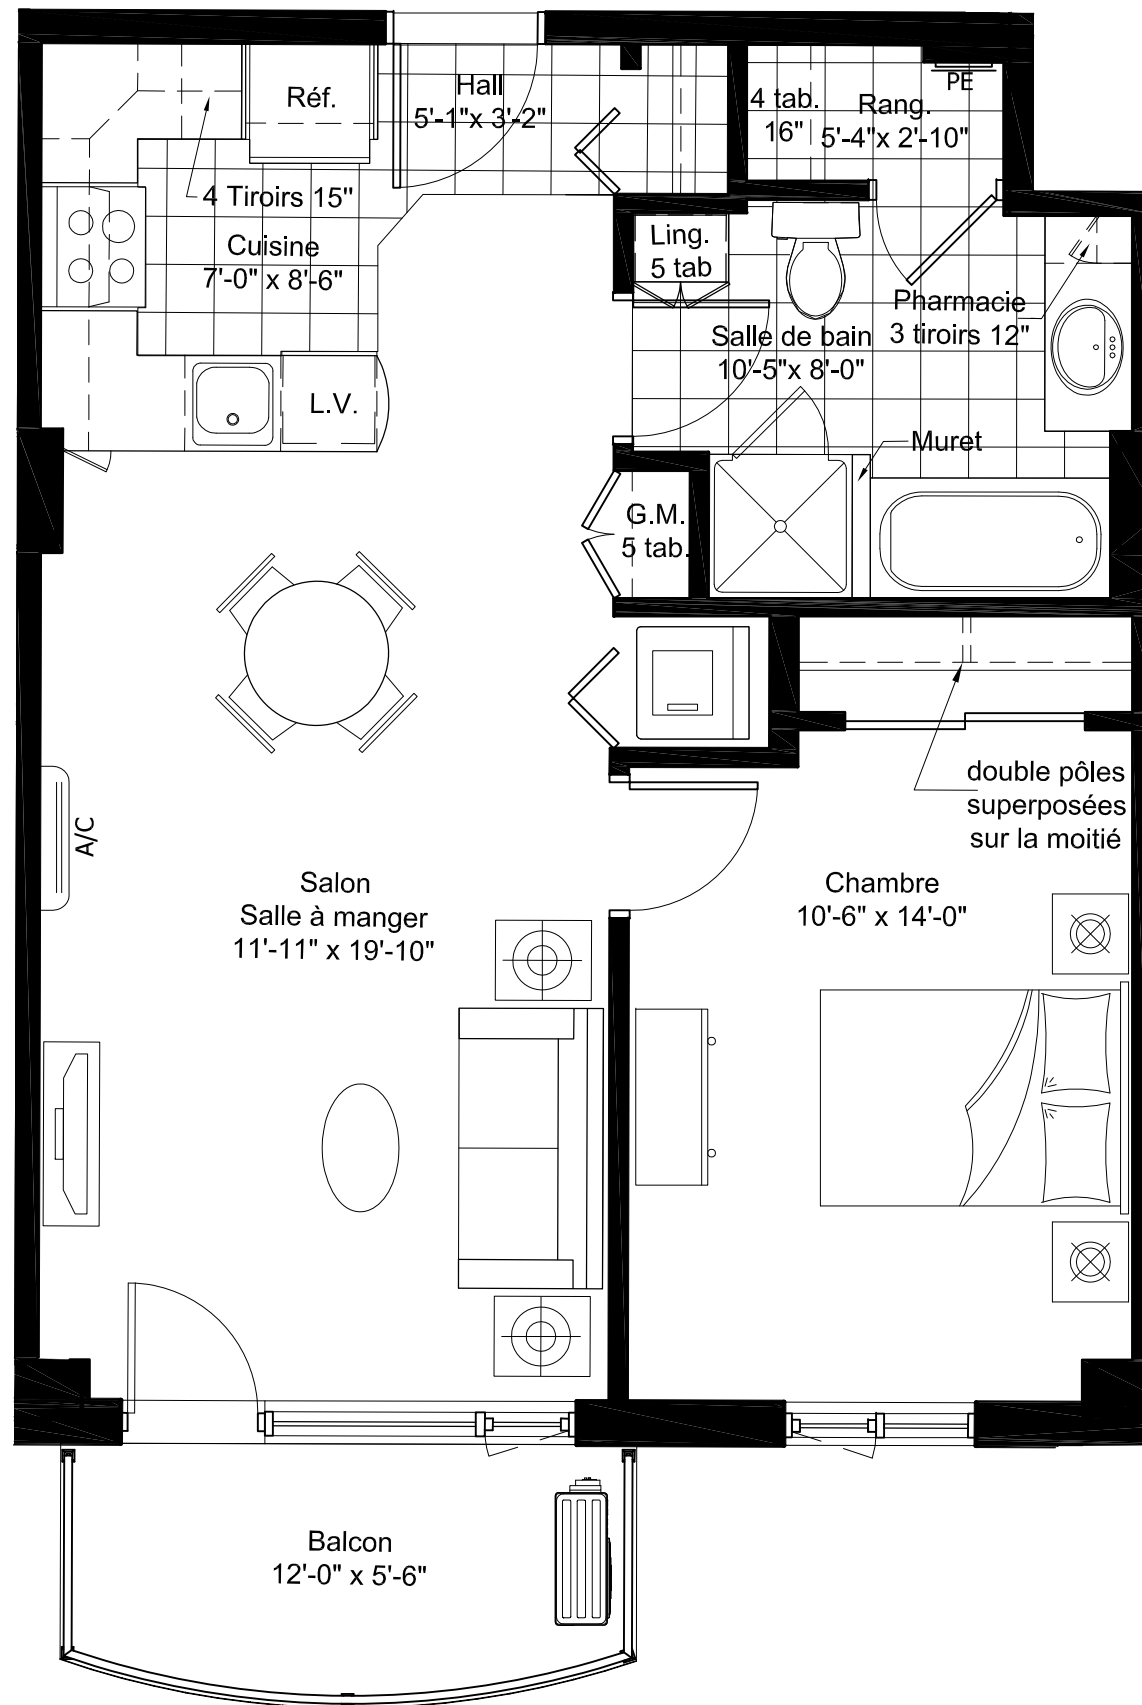 Réf.
Hall
5'-1"x 3'-2"
4 tab.
16"
Rang.
5'-4"x 2'-10"
PE
4 Tiroirs 15"
Cuisine
7'-0" x 8'-6"
Ling.
5 tab
Pharmacie
3 tiroirs 12"
Salle de bain
10'-5"x 8'-0"
L.V.
Muret
G.M.
5 tab.
double pôles
superposées
sur la moitié
A/C
Salon
Salle à manger
11'-11" x 19'-10"
Chambre
10'-6" x 14'-0"
Balcon
12'-0" x 5'-6"